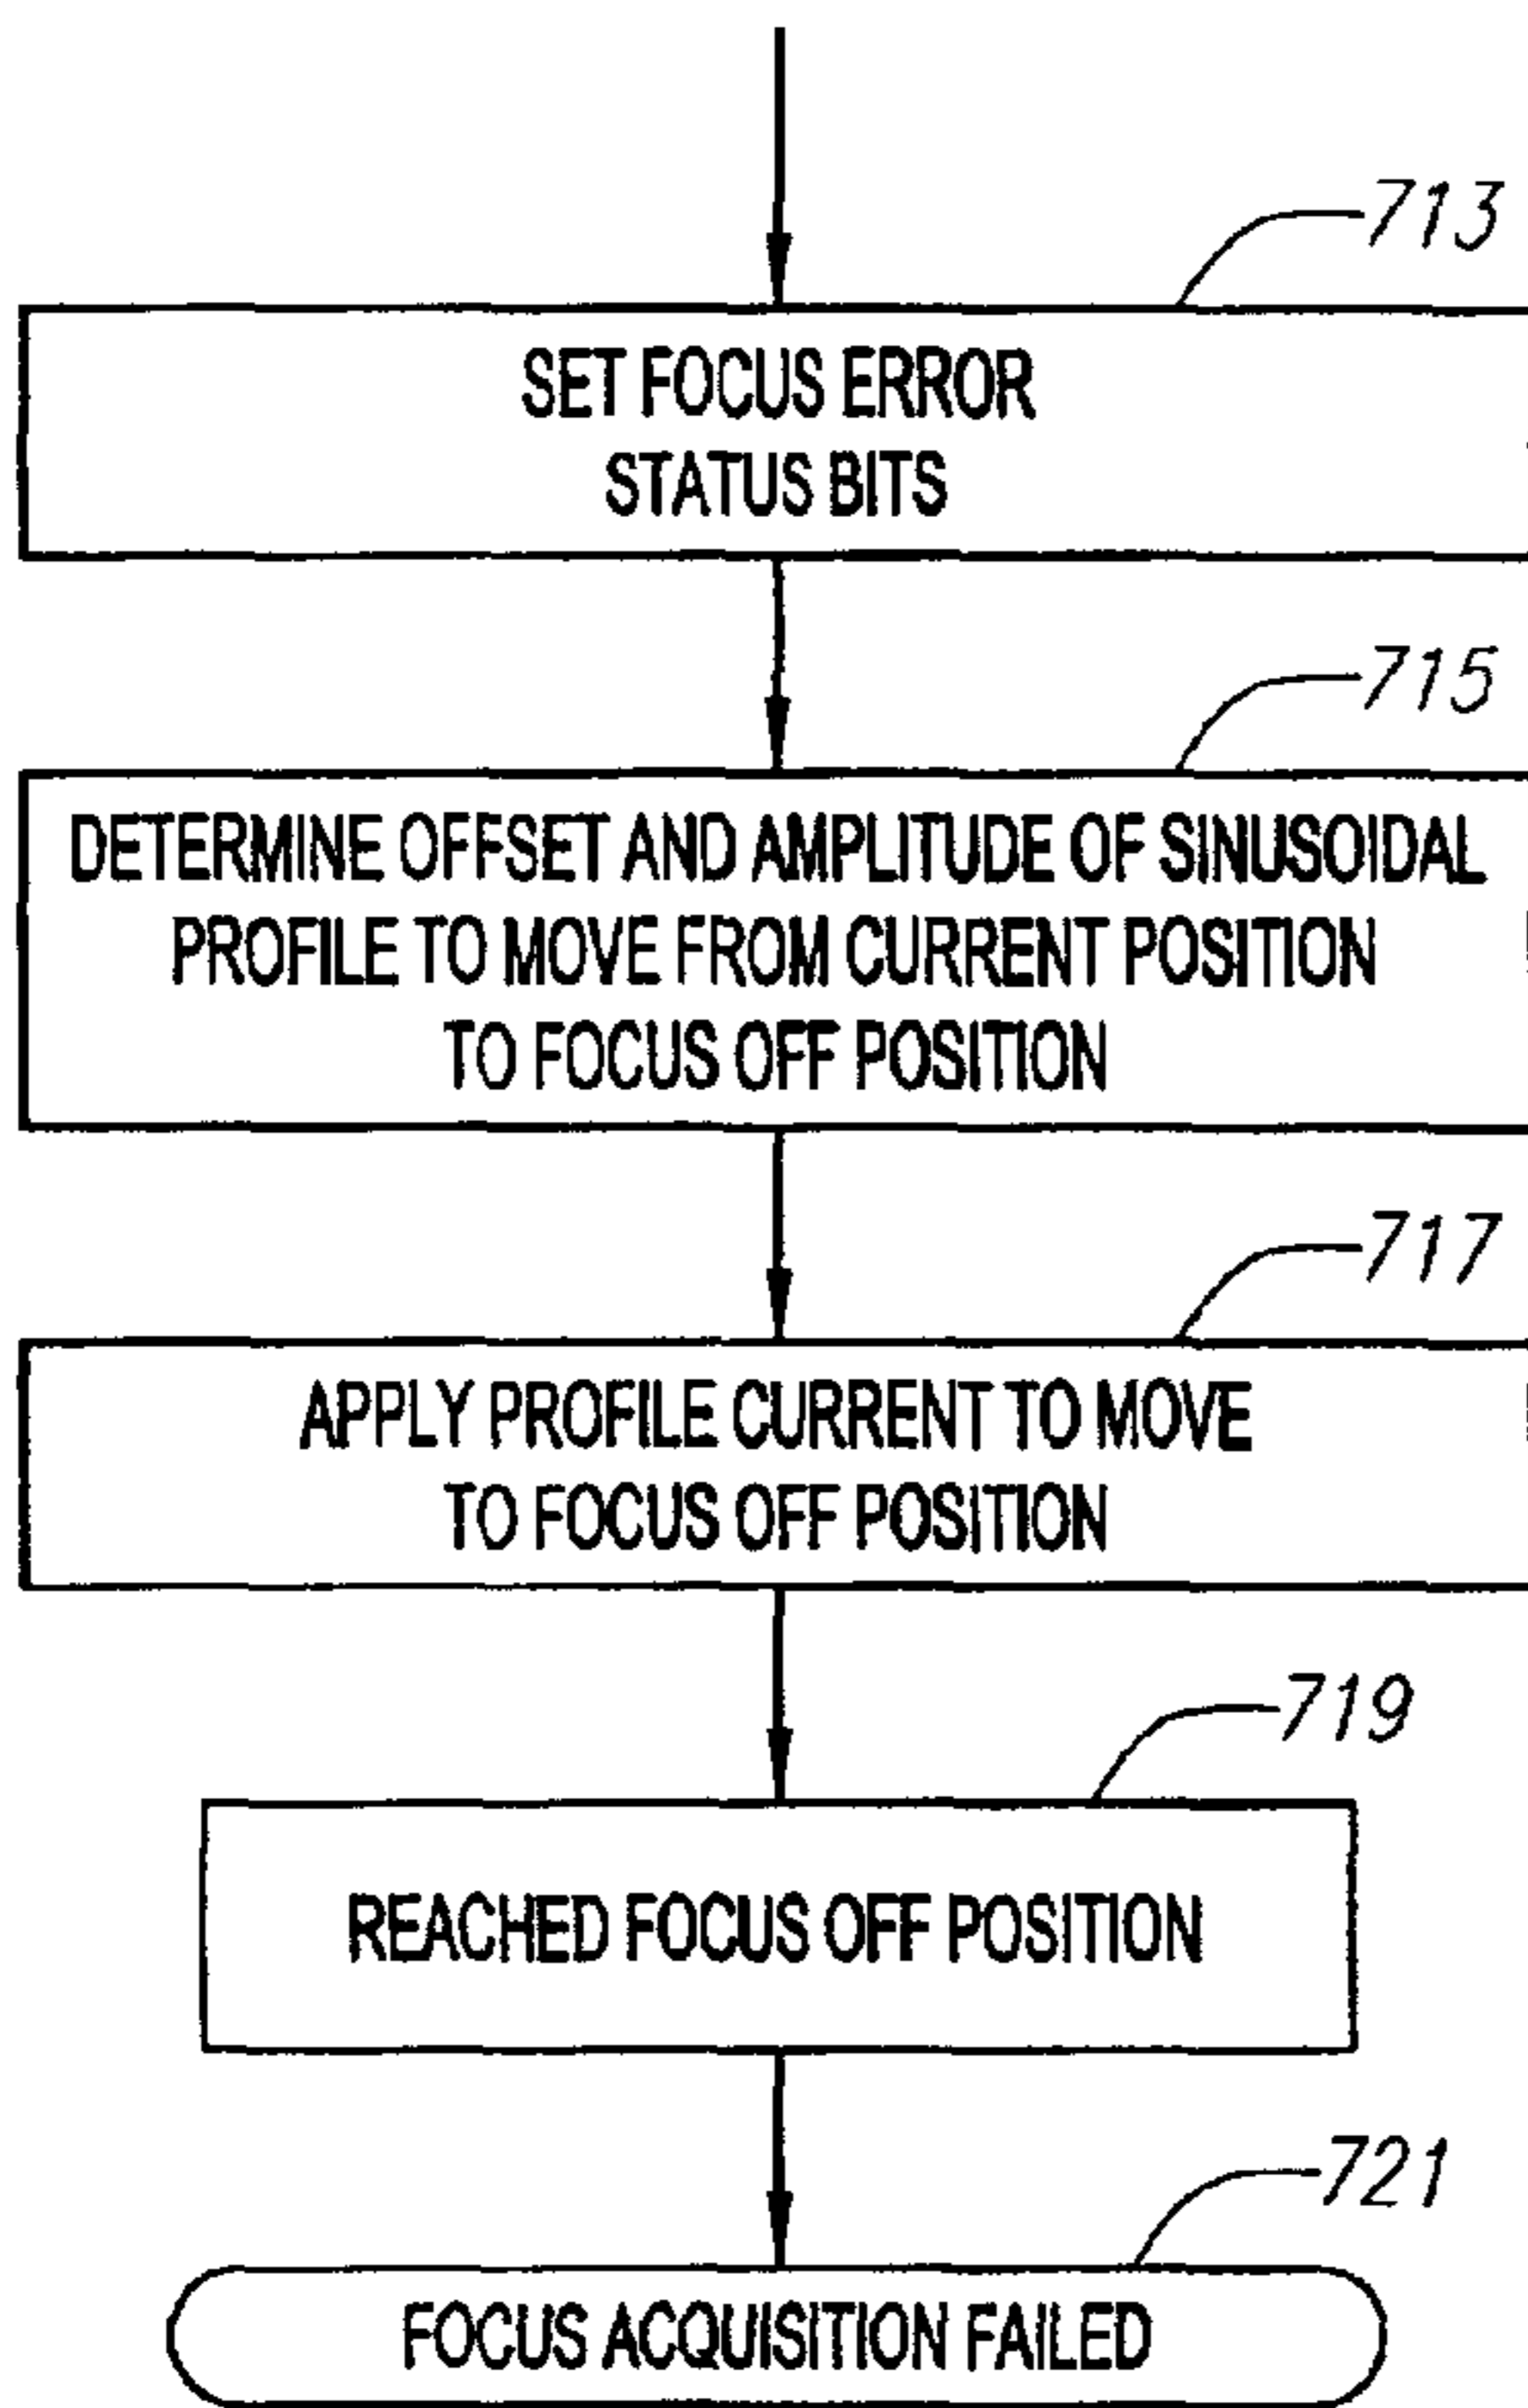 713
SET FOCUS ERROR
STATUS BITS
715
DETERMINE OFFSET AND AMPLITUDE OF SINUSOIDAL
PROFILE TO MOVE FROM CURRENT POSITION
TO FOCUS OFF POSITION
717
APPLY PROFILE CURRENT TO MOVE
TO FOCUS OFF POSITION
719
REACHED FOCUS OFF POSITION
721
FOCUS ACQUISITION FAILED